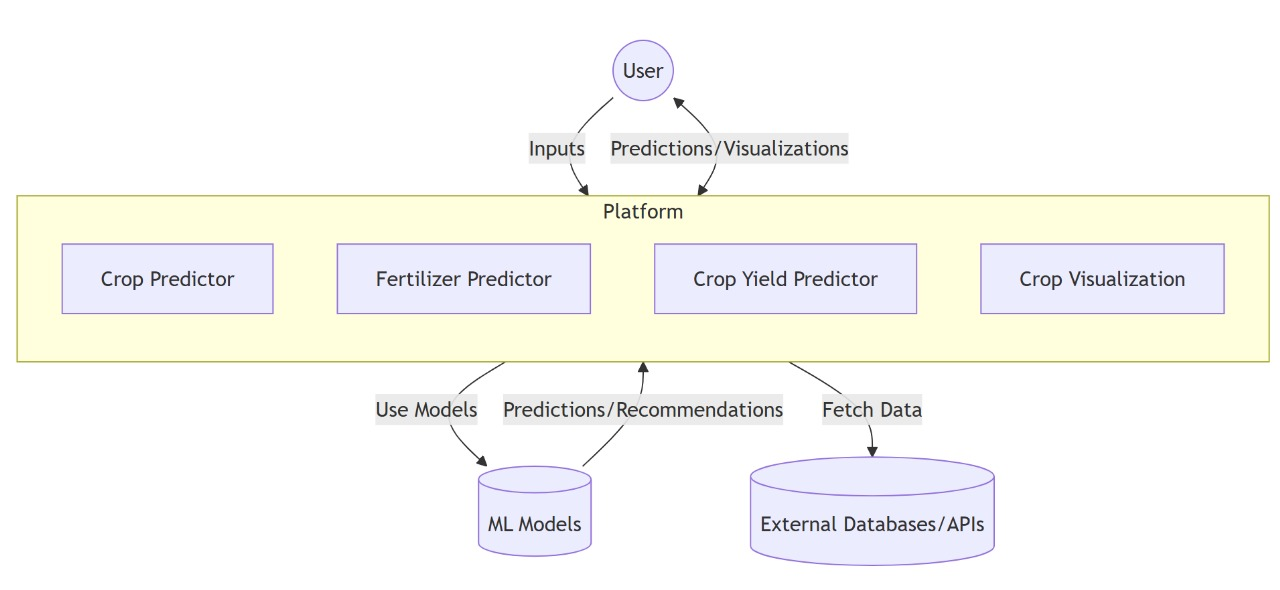 User
Inputs
Predictions/Visualizations
Platform
Crop Predictor
Fertilizer Predictor
Crop Yield Predictor
Crop Visualization
Use Models
Predictions/Recommendations
Fetch Data
ML Models
External Databases/APIs